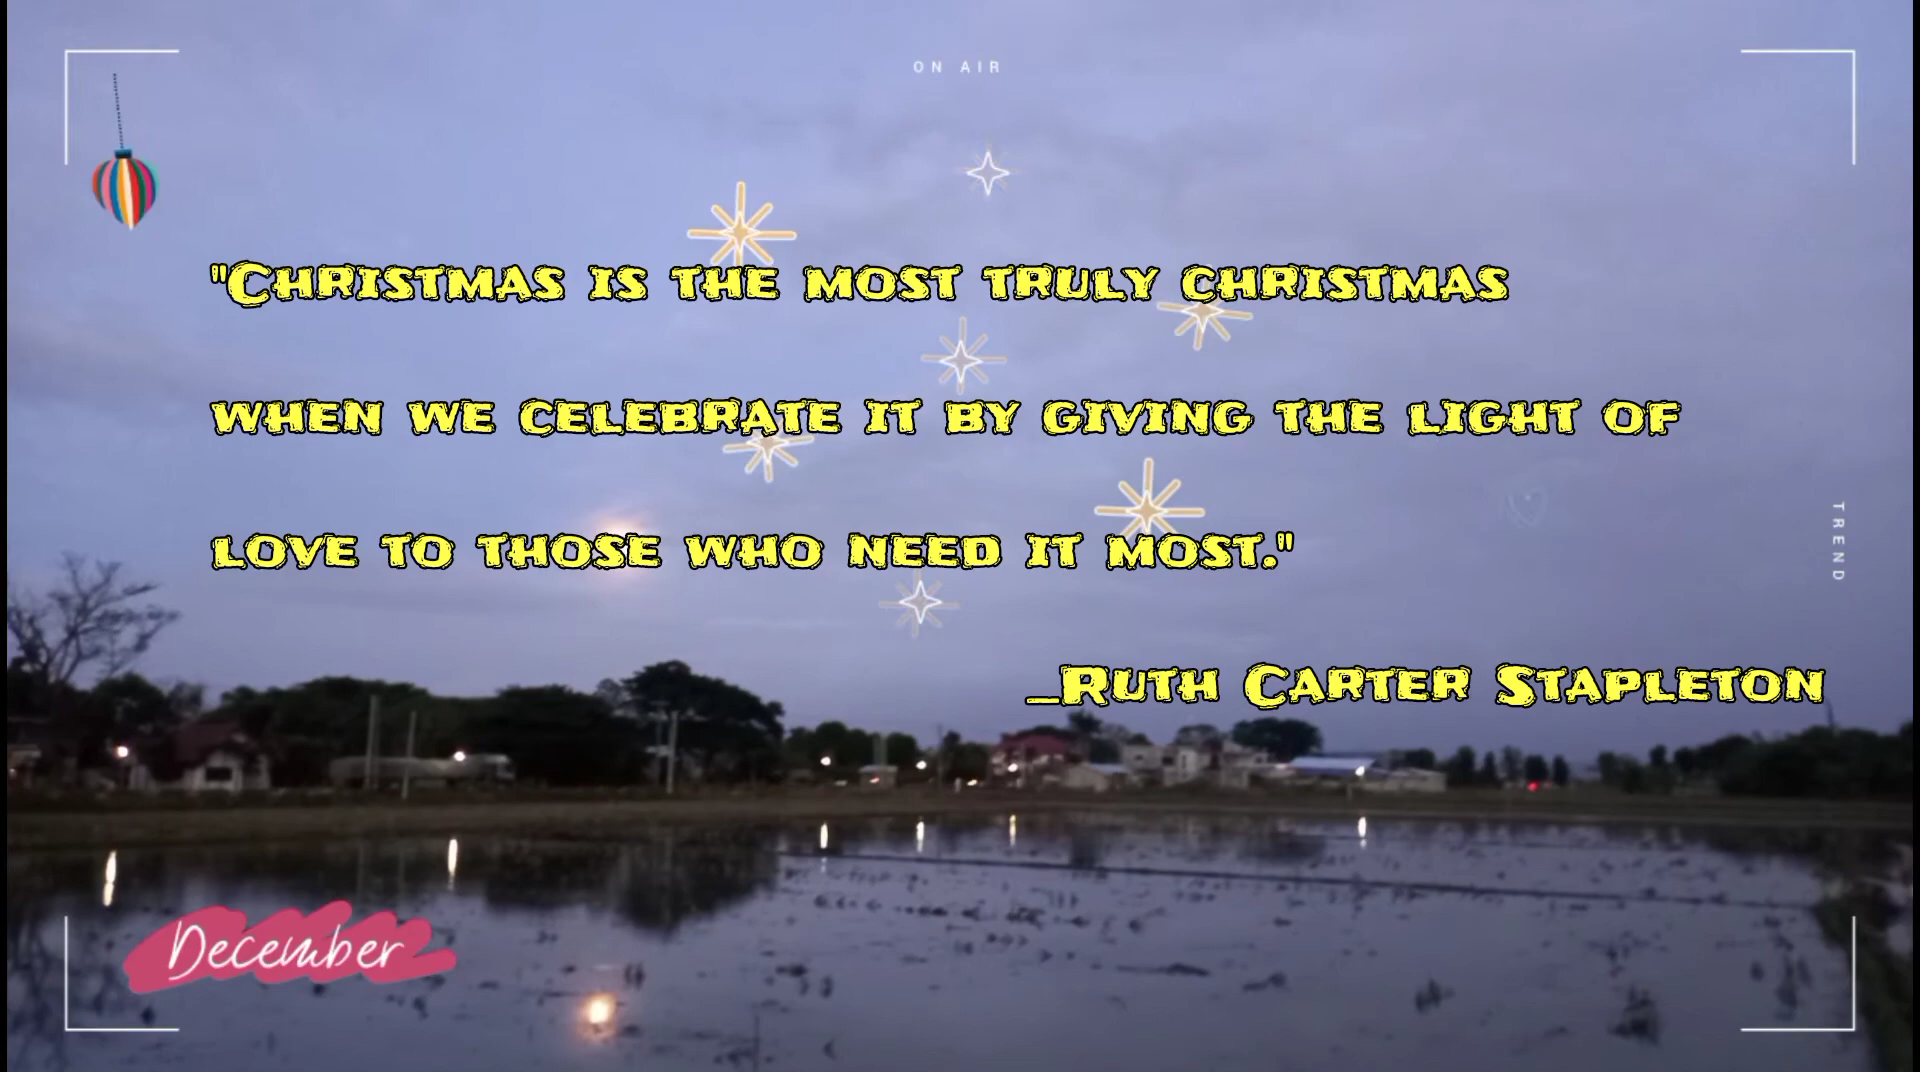 ON AIR
"Christmas is the most truly christmas
when we celebrate it by giving the light of
love to those who need it most."
TREND
_Ruth Carter Stapleton
December